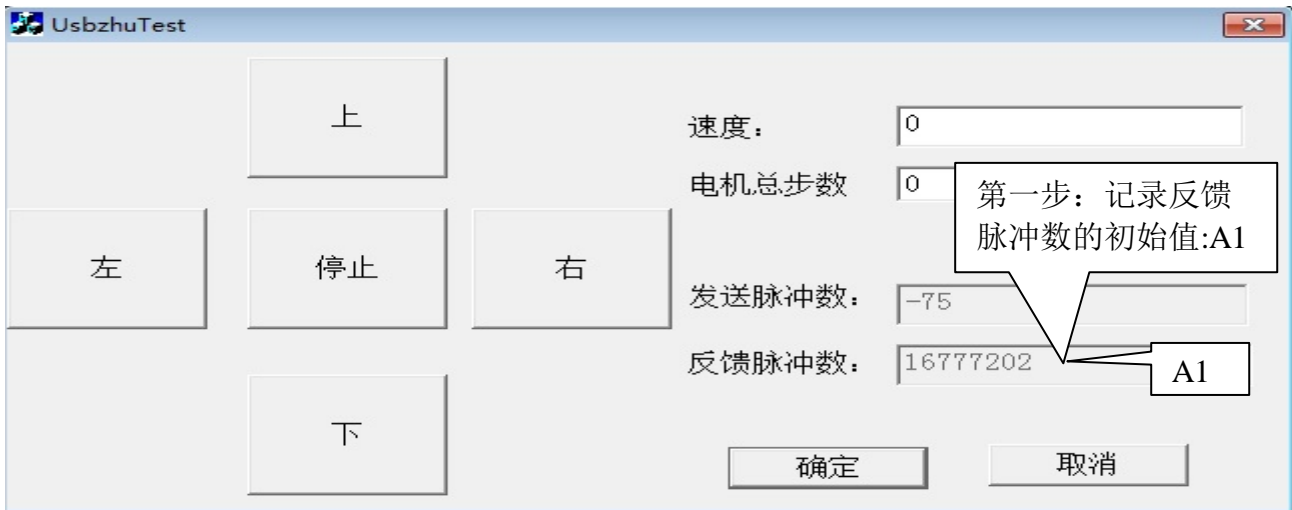 UsbzhuTest
上
速度：
0
电机总步数
0
第一步：记录反馈
脉冲数的初始值:A1
左
停止
右
发送脉冲数：
-75
反馈脉冲数：
16777202
A1
下
确定
取消